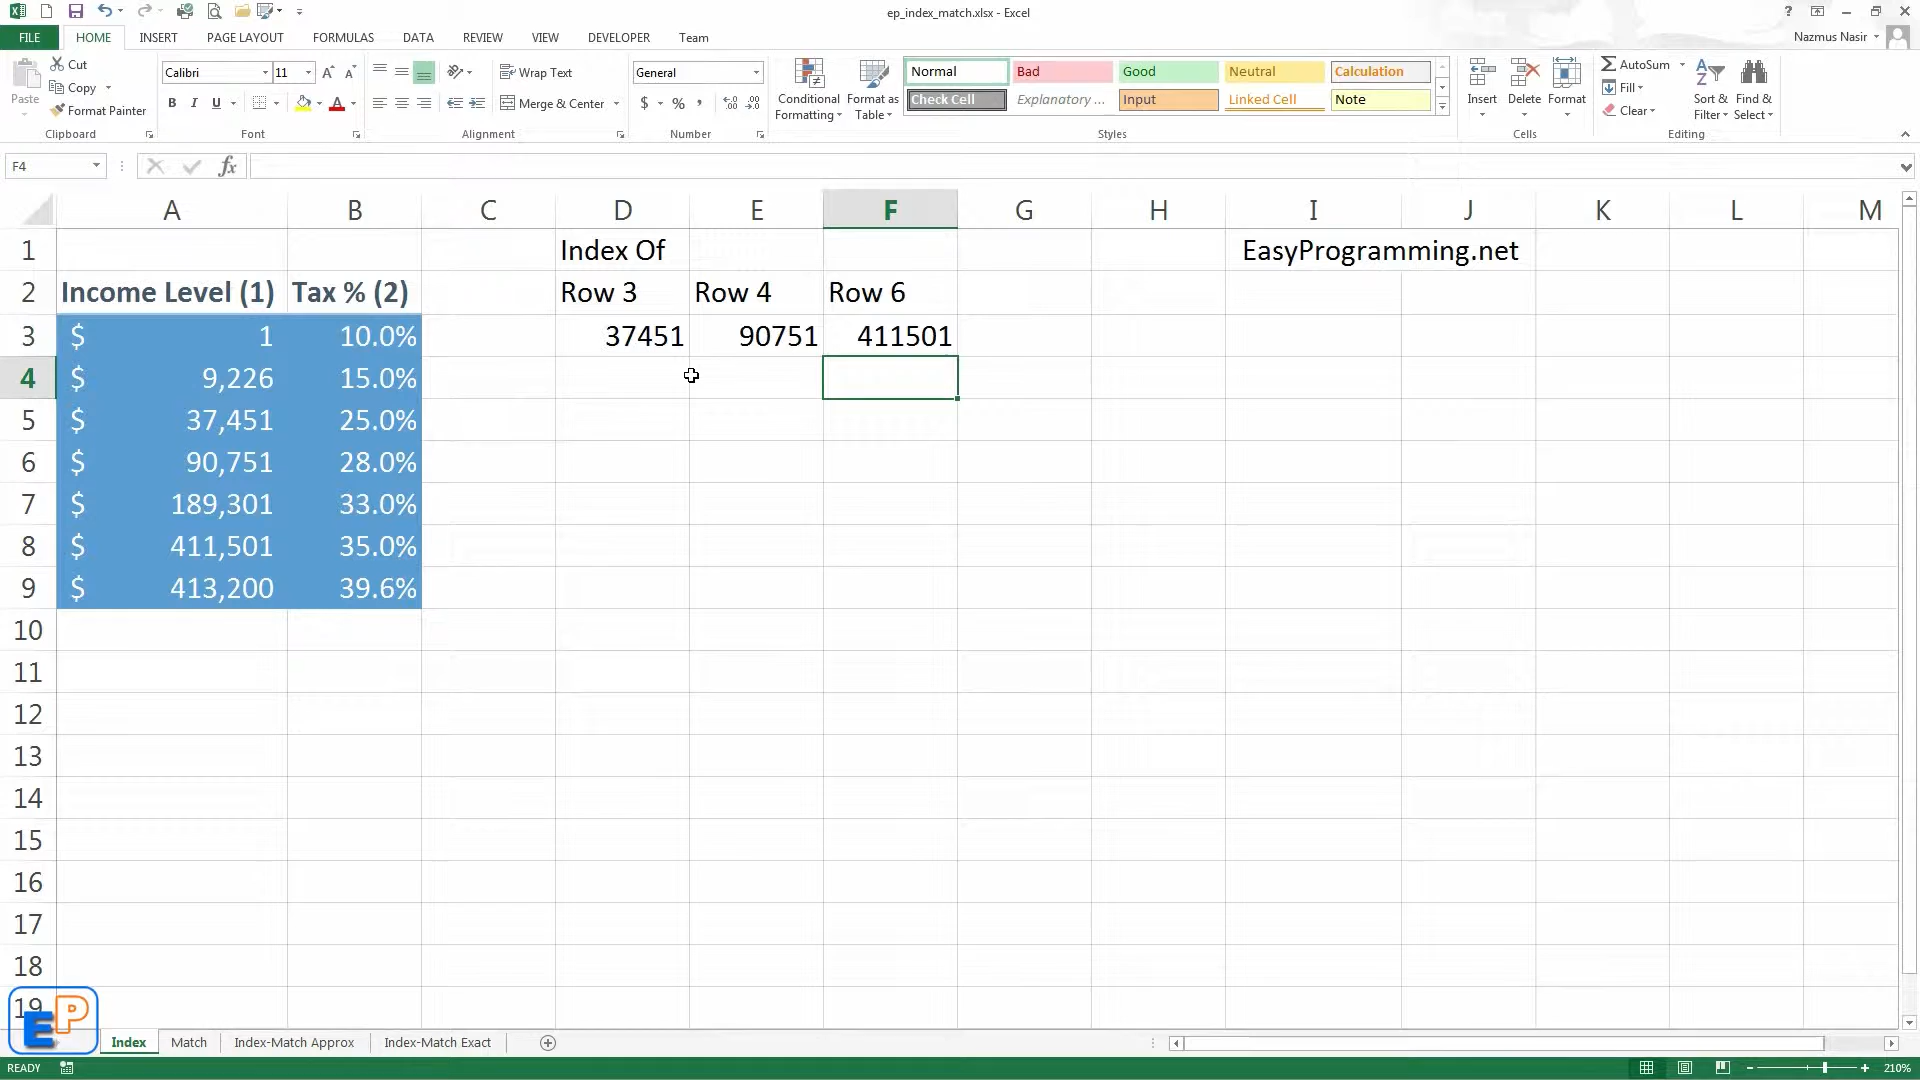 ep_index_match.xlsx - Excel
FILE HOME INSERT PAGE LAYOUT FORMULAS DATA REVIEW VIEW DEVELOPER Team Nazmus Nasir
Paste Cut Copy Format Painter Clipboard
Calibri 11 B I U Font
Wrap Text Merge & Center Alignment
General $ % Number
Conditional Formatting Format as Table
Normal Bad Good Neutral Calculation
Check Cell Explanatory ... Input Linked Cell Note
Styles
Insert Delete Format Cells
AutoSum Fill Clear Sort & Filter Find & Select Editing
F4 fx
A B C D E F G H I J K L M
1 Index Of EasyProgramming.net
2 Income Level (1) Tax % (2) Row 3 Row 4 Row 6
3 $ 1 10.0% 37451 90751 411501
4 $ 9,226 15.0%
5 $ 37,451 25.0%
6 $ 90,751 28.0%
7 $ 189,301 33.0%
8 $ 411,501 35.0%
9 $ 413,200 39.6%
10
11
12
13
14
15
16
17
18
19
EP
Index Match Index-Match Approx Index-Match Exact
READY 210%